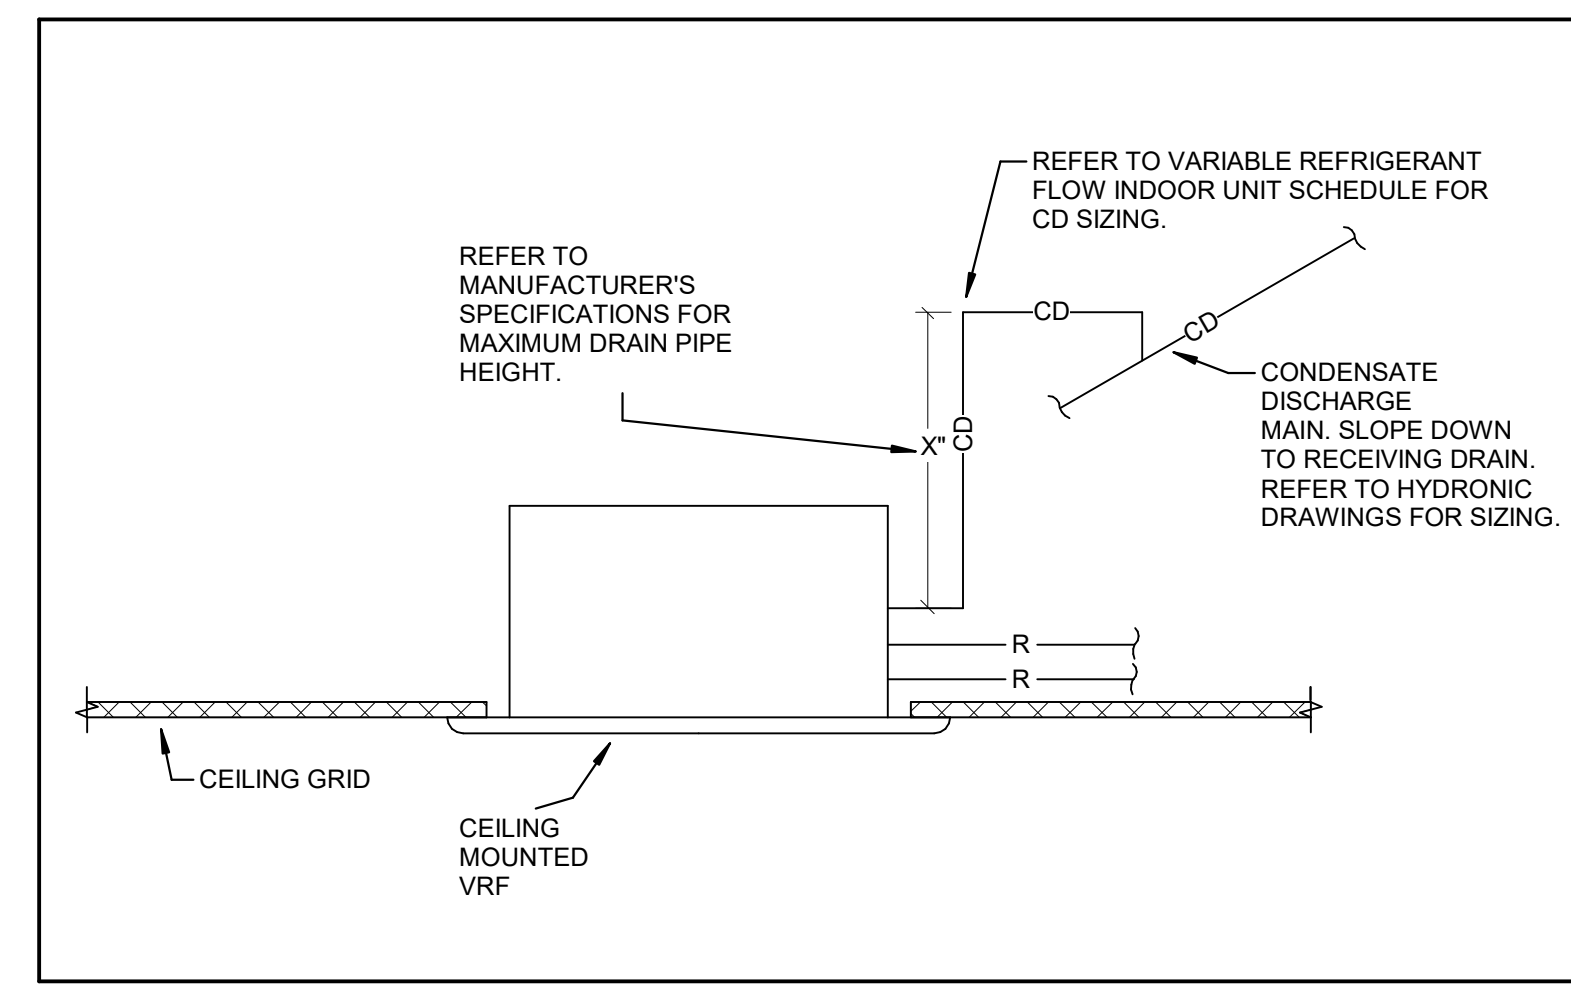 REFER TO VARIABLE REFRIGERANT
FLOW INDOOR UNIT SCHEDULE FOR
CD SIZING.
REFER TO
MANUFACTURER'S
SPECIFICATIONS FOR
MAXIMUM DRAIN PIPE
HEIGHT.
CD
CD
X"
CD
CONDENSATE
DISCHARGE
MAIN. SLOPE DOWN
TO RECEIVING DRAIN.
REFER TO HYDRONIC
DRAWINGS FOR SIZING.
R
R
CEILING GRID
CEILING
MOUNTED
VRF